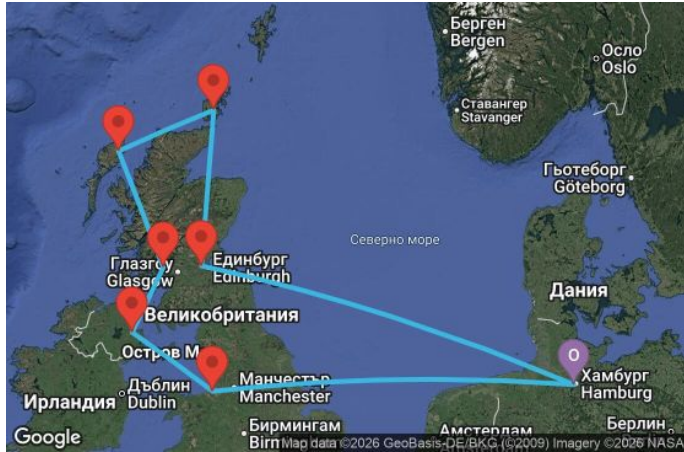 Берген
Bergen
Осло
Oslo
Ставангер
Stavanger
Гьотеборг
Göteborg
Северно море
Глазгоу
Glasgow
Единбург
Edinburgh
Дания
Великобритания
Остров М
O
Хамбург
Hamburg
Манчестър
Manchester
Дъблин
Dublin
Ирландия
Бирмингам
Амстердам
Берлин
Google
Map data ©2026 GeoBasis-DE/BKG (©2009) Imagery ©2026 NASA